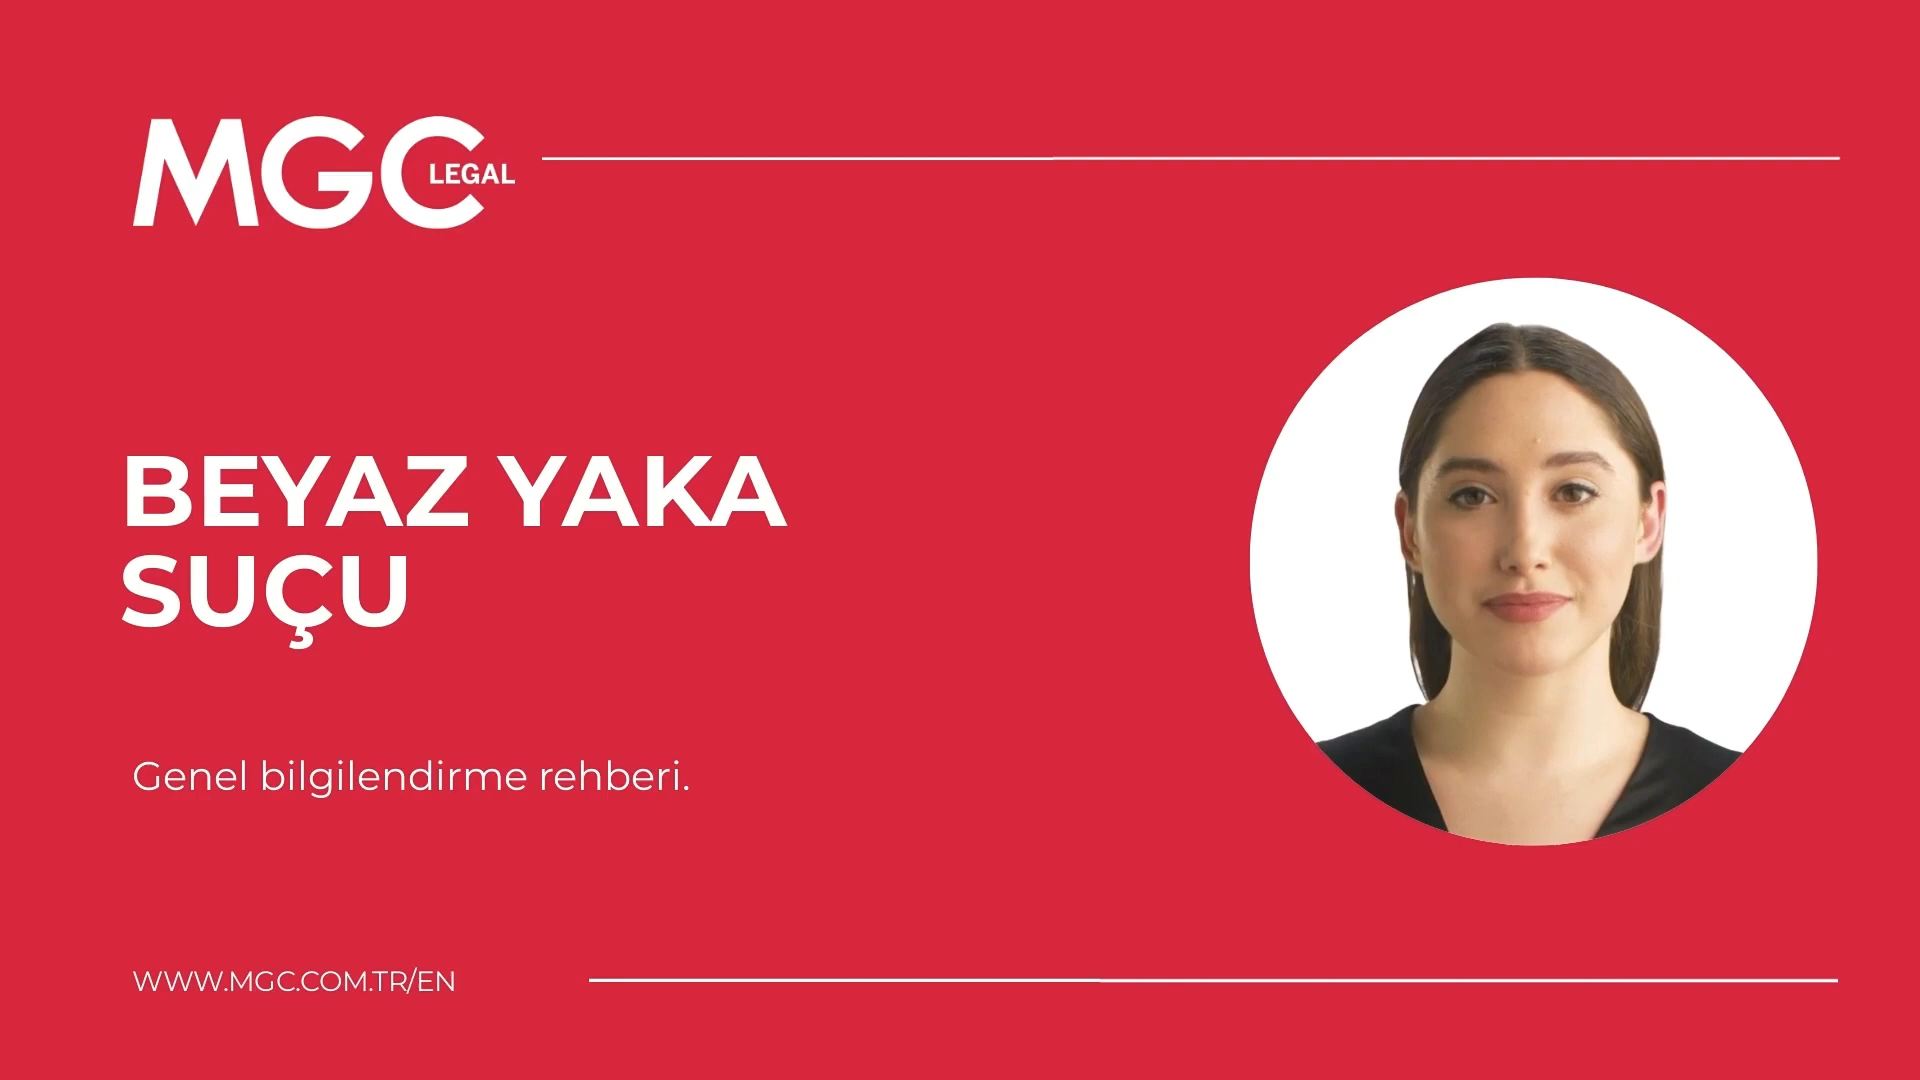 MGC LEGAL
BEYAZ YAKA
SUÇU
Genel bilgilendirme rehberi.
WWW.MGC.COM.TR/EN